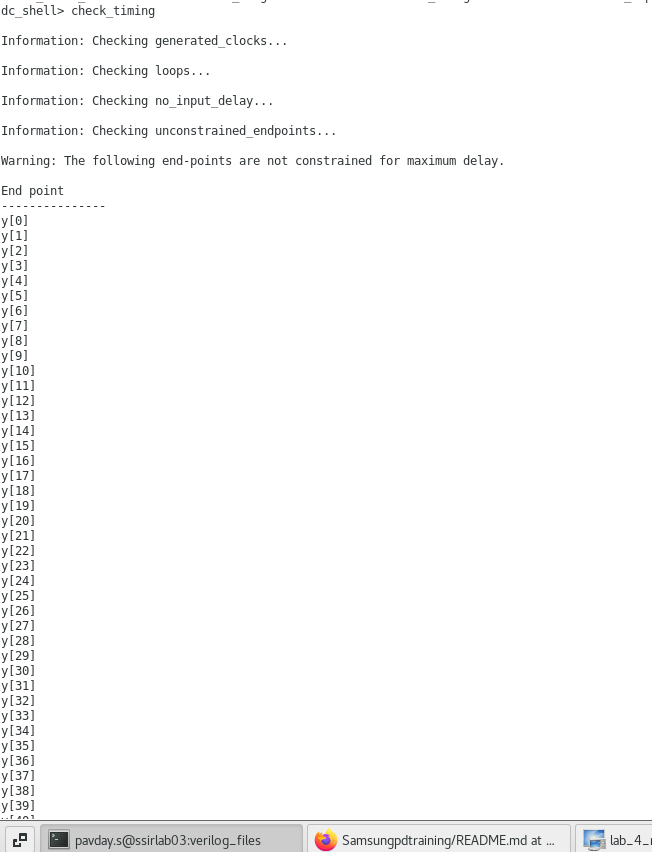 dc_shell> check_timing
Information: Checking generated_clocks...
Information: Checking loops...
Information: Checking no_input_delay...
Information: Checking unconstrained_endpoints...
Warning: The following end-points are not constrained for maximum delay.
End point
---------------
y[0]
y[1]
y[2]
y[3]
y[4]
y[5]
y[6]
y[7]
y[8]
y[9]
y[10]
y[11]
y[12]
y[13]
y[14]
y[15]
y[16]
y[17]
y[18]
y[19]
y[20]
y[21]
y[22]
y[23]
y[24]
y[25]
y[26]
y[27]
y[28]
y[29]
y[30]
y[31]
y[32]
y[33]
y[34]
y[35]
y[36]
y[37]
y[38]
y[39]
pavday.s@ssirlab03:verilog_files
Samsungpdtraining/README.md at ...
lab_4_